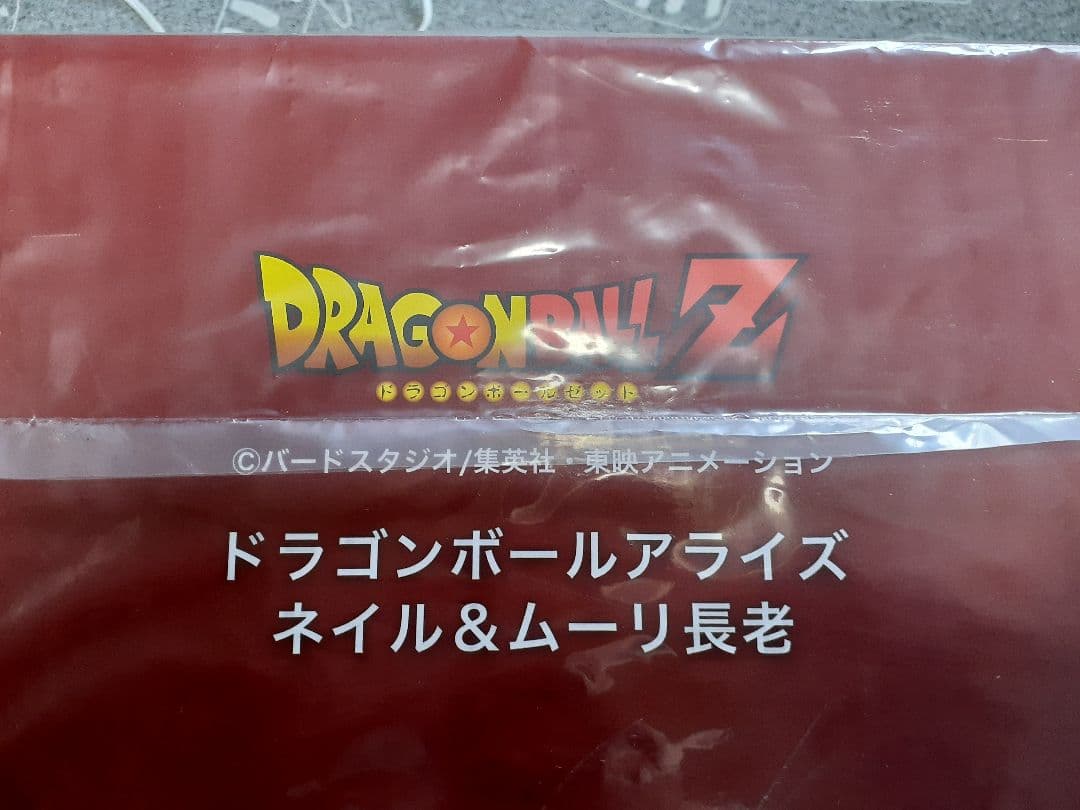 DRAGONBALL Z
ドラゴンボールゼット
©バードスタジオ/集英社・東映アニメーション
ドラゴンボールアライズ
ネイル&ムーリ長老